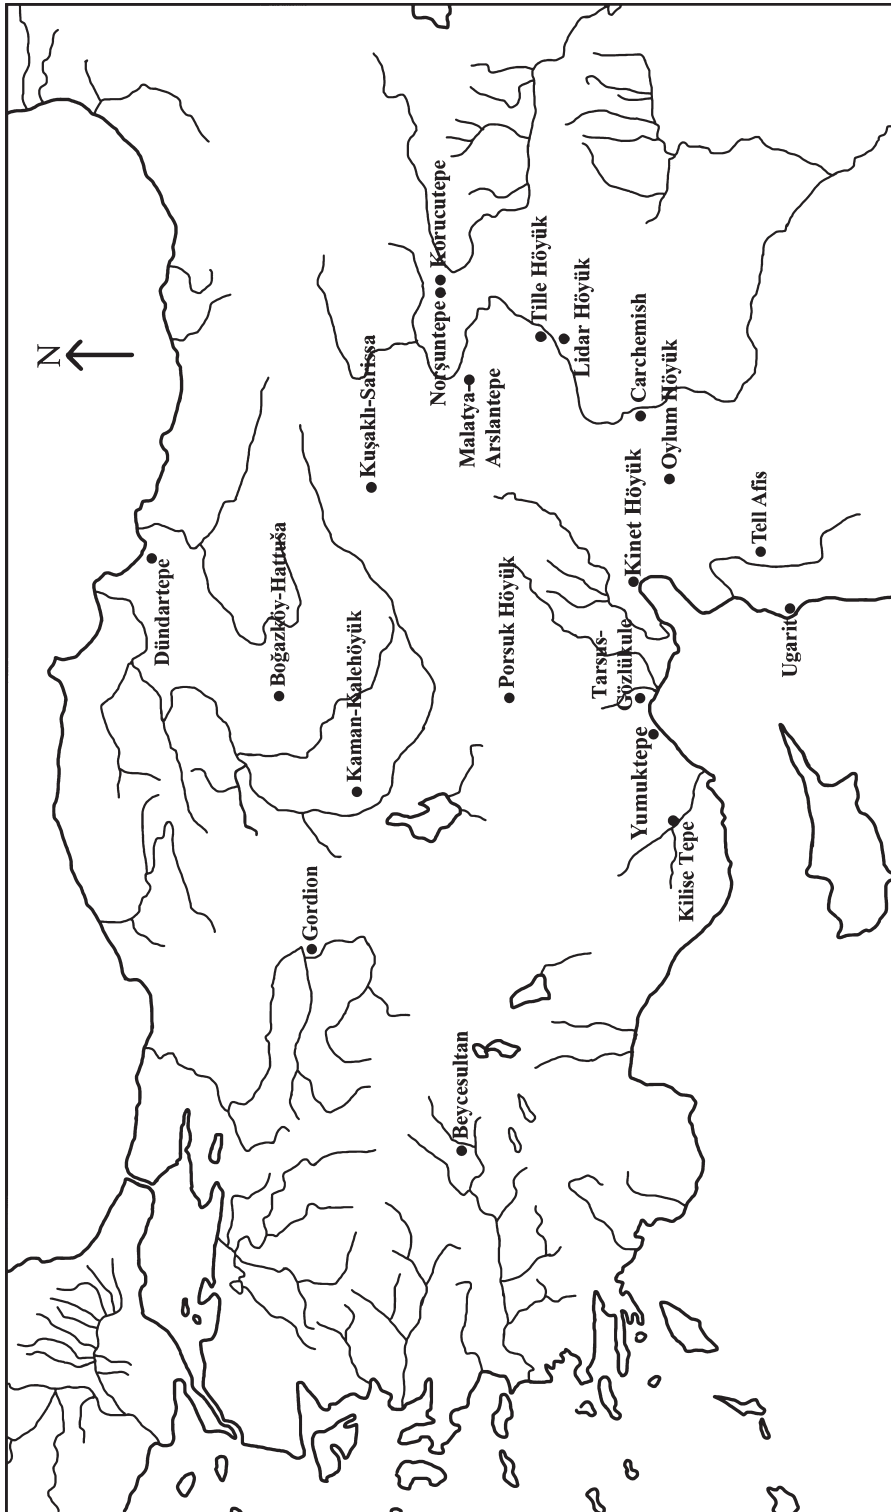 N
Dündartepe
Boğazköy-Hattuša
Kaman-Kalehöyük
Kuşaklı-Sarissa
Gordion
Norşuntepe
Korucutepe
Malatya-
Arslantepe
Beycesultan
Porsuk Höyük
Tille Höyük
Lidar Höyük
Tarsus-
Gözlükule
Kinet Höyük
Carchemish
Yumuktepe
Oylum Höyük
Kilise Tepe
Tell Afis
Ugarit